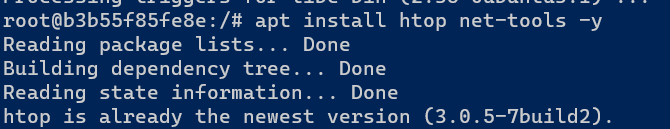 root@b3b55f85fe8e:/# apt install htop net-tools -y
Reading package lists... Done
Building dependency tree... Done
Reading state information... Done
htop is already the newest version (3.0.5-7build2).